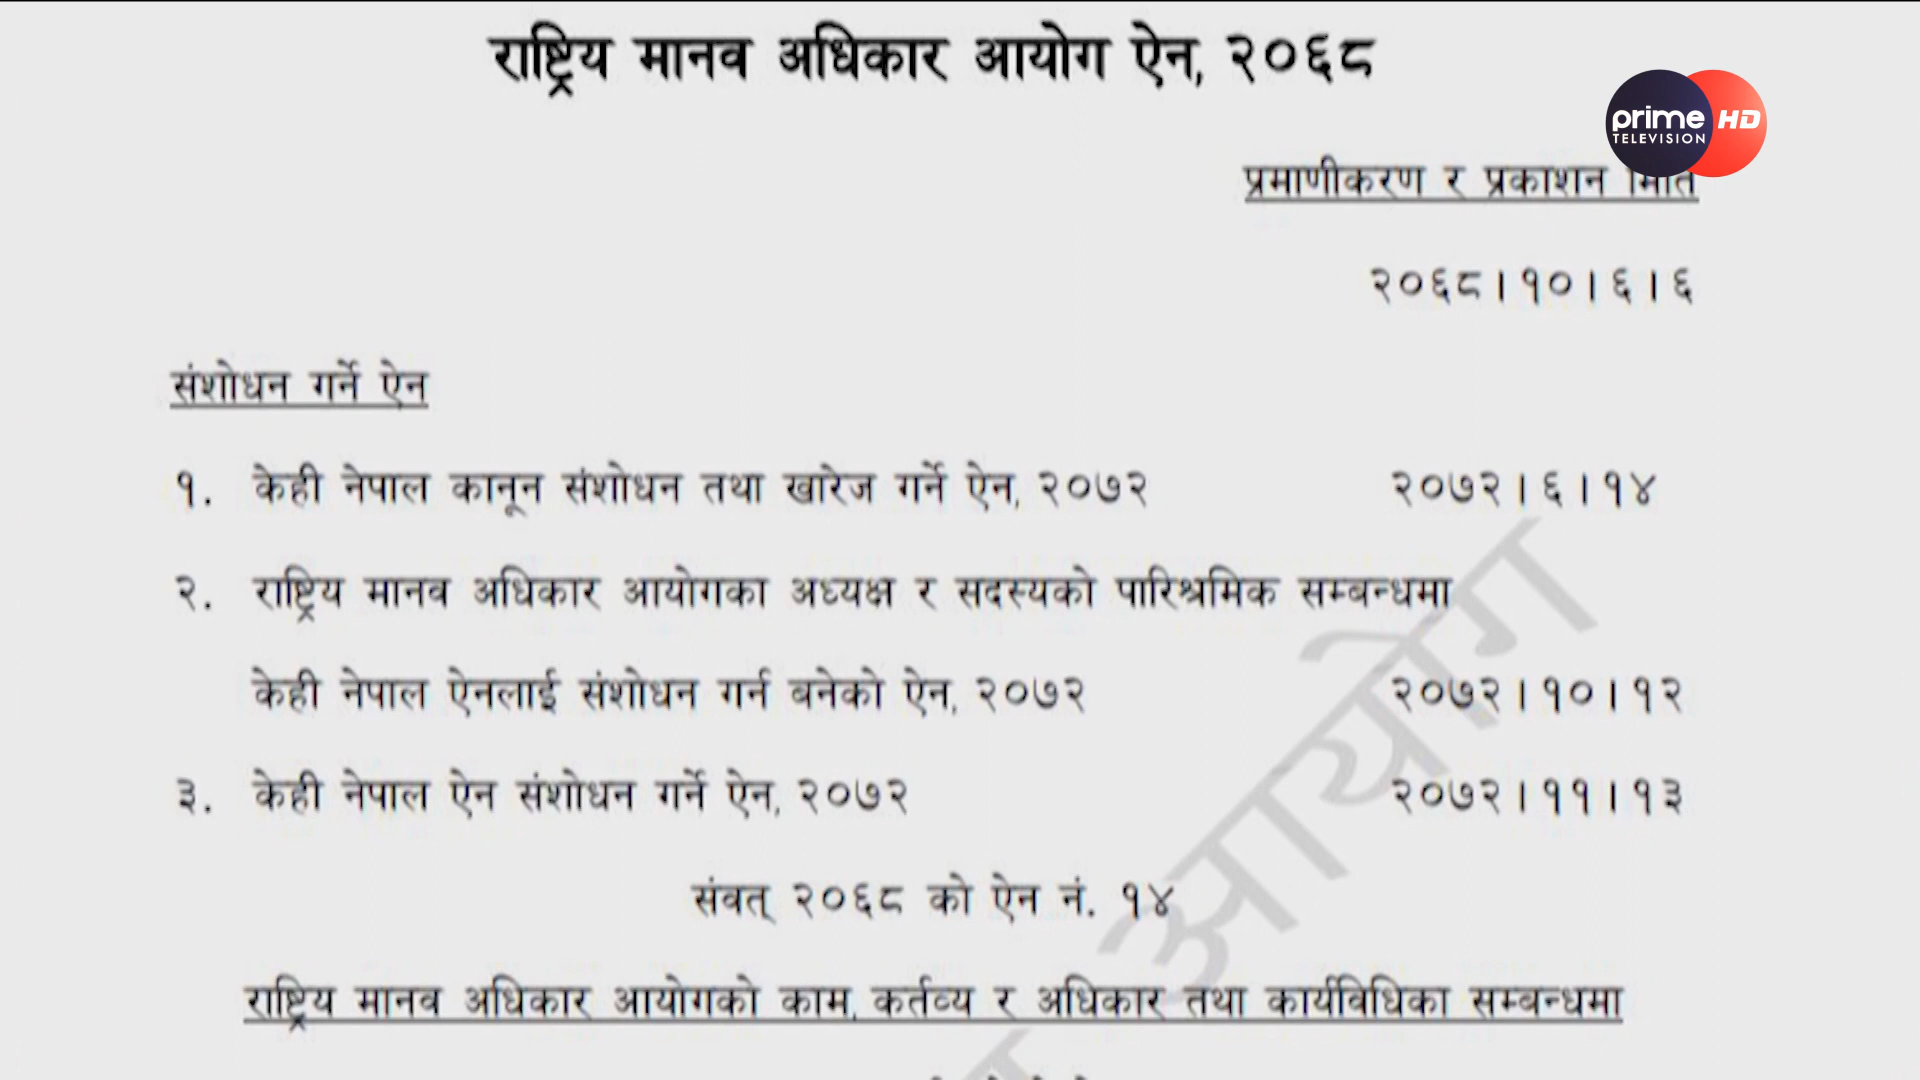 राष्ट्रिय मानव अधिकार आयोग ऐन, २०६८
prime HD
TELEVISION
प्रमाणीकरण र प्रकाशन मिति
२०६८।१०।६।६
संशोधन गर्ने ऐन
१. केही नेपाल कानून संशोधन तथा खारेज गर्ने ऐन, २०७२ २०७२।६।१४
२. राष्ट्रिय मानव अधिकार आयोगका अध्यक्ष र सदस्यको पारिश्रमिक सम्बन्धमा
केही नेपाल ऐनलाई संशोधन गर्न बनेको ऐन, २०७२ २०७२।१०।१२
३. केही नेपाल ऐन संशोधन गर्ने ऐन, २०७२ २०७२।११।१३
संवत् २०६८ को ऐन नं. १४
राष्ट्रिय मानव अधिकार आयोगको काम, कर्तव्य र अधिकार तथा कार्यविधिका सम्बन्धमा
आयोग